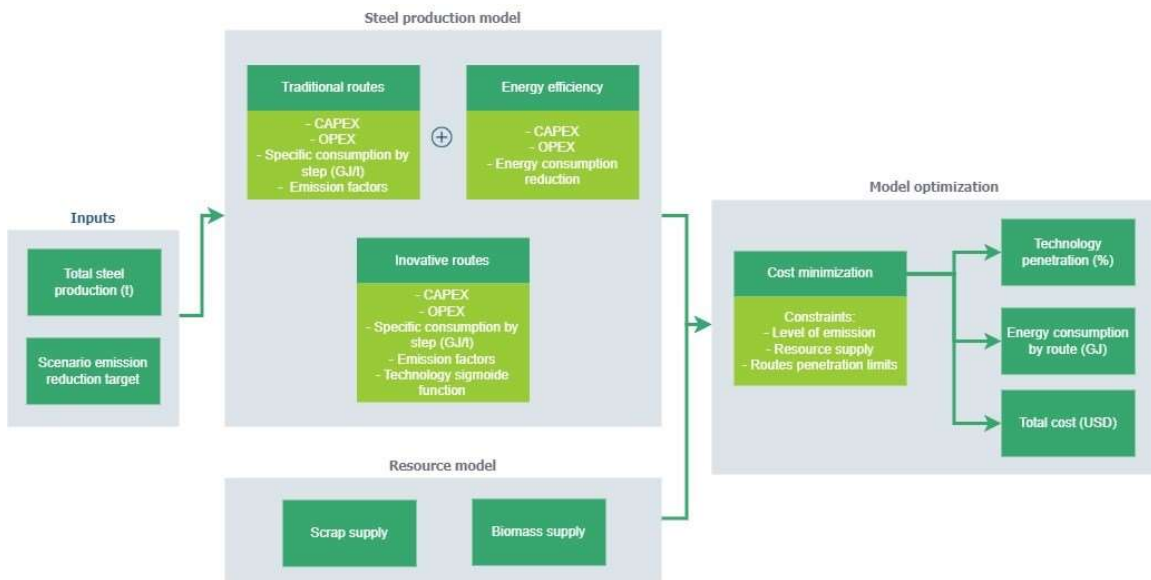 Steel production model
Traditional routes
- CAPEX
- OPEX
- Specific consumption by
step (GJ/t)
- Emission factors
Energy efficiency
- CAPEX
- OPEX
- Energy consumption
reduction
Inovative routes
- CAPEX
- OPEX
- Specific consumption by
step (GJ/t)
- Emission factors
- Technology sigmoide
function
Inputs
Total steel
production (t)
Scenario emission
reduction target
Resource model
Scrap supply
Biomass supply
Model optimization
Cost minimization
Constraints:
- Level of emission
- Resource supply
- Routes penetration limits
Technology
penetration (%)
Energy consumption
by route (GJ)
Total cost (USD)